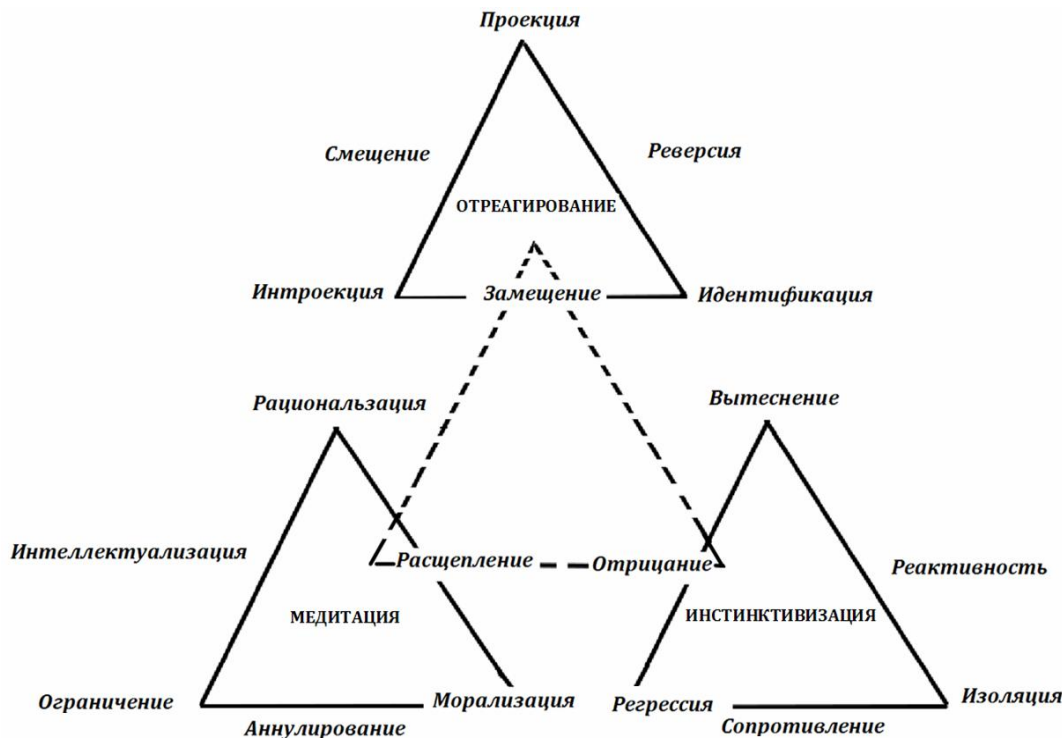 Проекция
Смещение
Реверсия
ОТРЕАГИРОВАНИЕ
Интроекция
Замещение
Идентификация
Рациональзация
Вытеснение
Интеллектуализация
Расщепление
Отрицание
Реактивность
МЕДИТАЦИЯ
ИНСТИНКТИВИЗАЦИЯ
Ограничение
Морализация
Регрессия
Изоляция
Аннулирование
Сопротивление